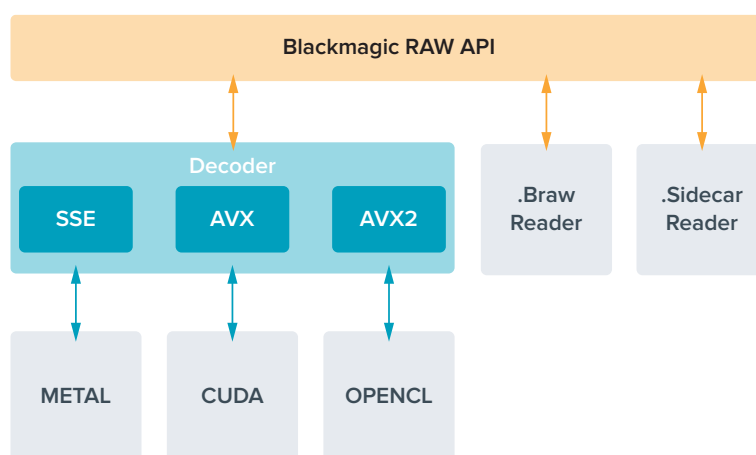 Blackmagic RAW API
Decoder
SSE
AVX
AVX2
.Braw
Reader
.Sidecar
Reader
METAL
CUDA
OPENCL